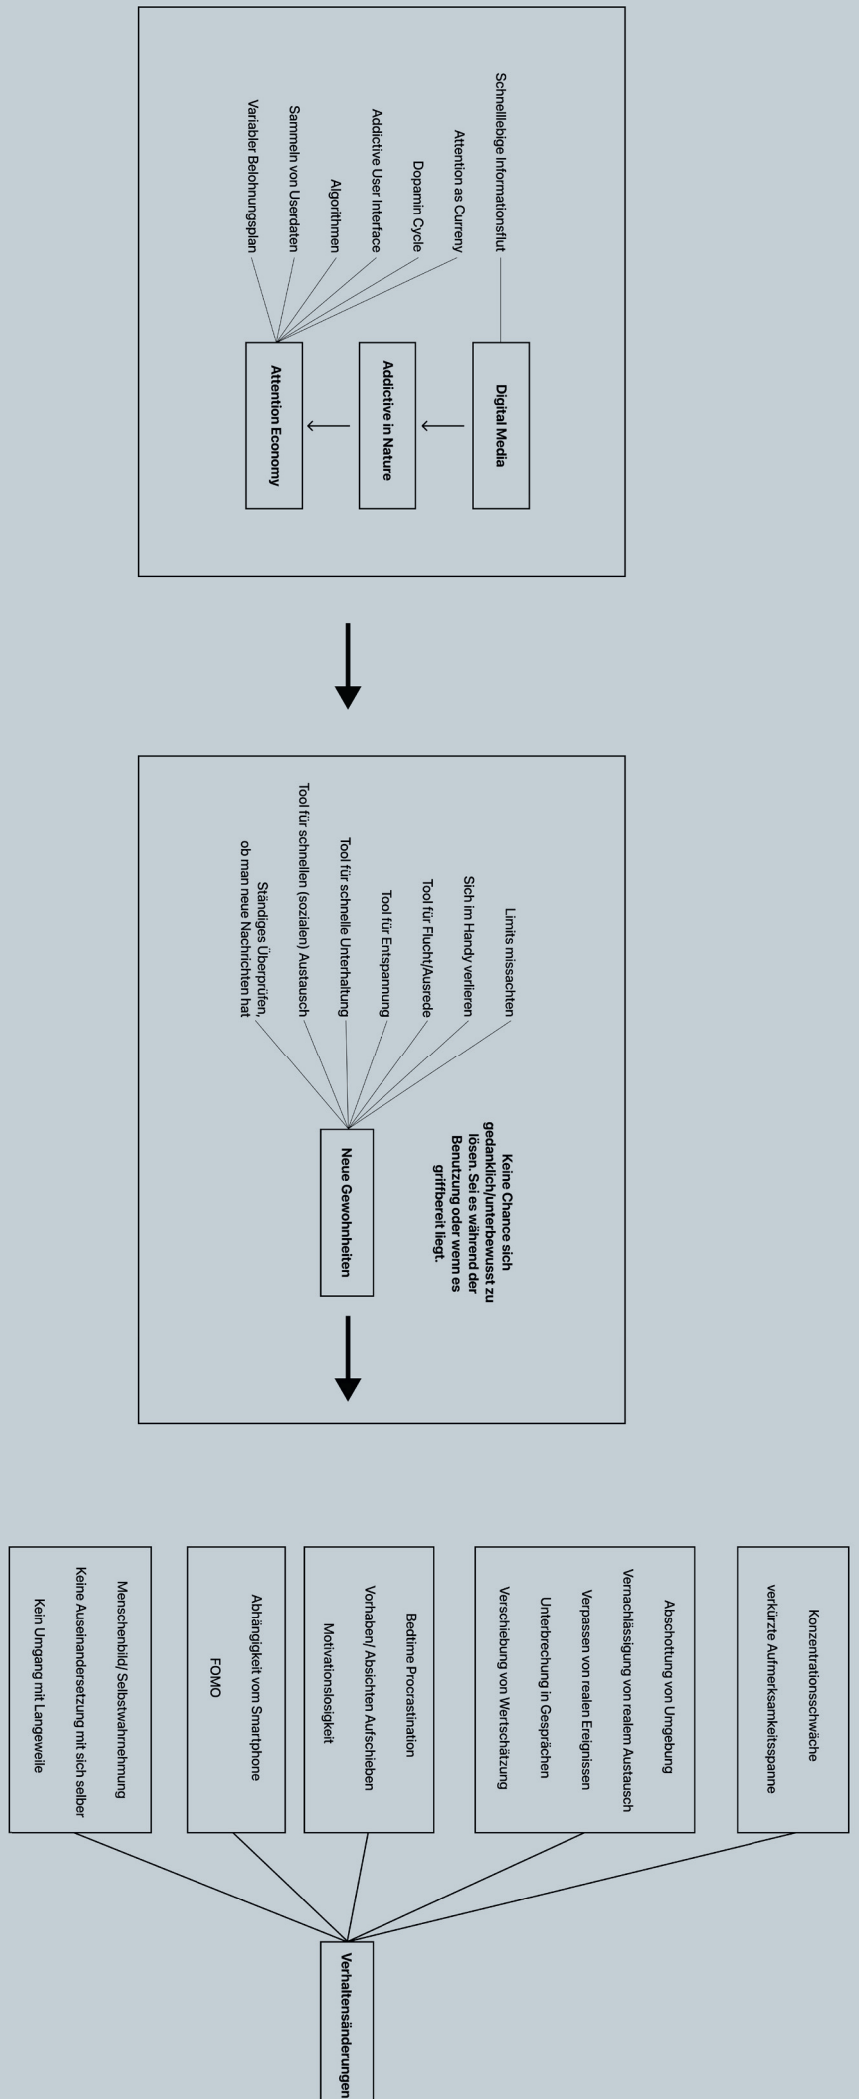 Schnelllebige Informationsflut
Attention as Curreny
Dopamin Cycle
Addictive User Interface
Algorithmen
Sammeln von Userdaten
Variabler Belohnungsplan
Digital Media
Addictive in Nature
Attention Economy
Limits missachten
Sich im Handy verlieren
Tool für Flucht/Ausrede
Tool für Entspannung
Tool für schnelle Unterhaltung
Tool für schnellen (sozialen) Austausch
Ständiges Überprüfen,
ob man neue Nachrichten hat
Keine Chance sich
gedanklich/unterbewusst zu
lösen. Sei es während der
Benutzung oder wenn es
griffbereit liegt.
Neue Gewohnheiten
Konzentrationsschwäche
verkürzte Aufmerksamkeitsspanne
Abschottung von Umgebung
Vernachlässigung von realem Austausch
Verpassen von realen Ereignissen
Unterbrechung in Gesprächen
Verschiebung von Wertschätzung
Bedtime Procrastination
Vorhaben/ Absichten Aufschieben
Motivationslosigkeit
Abhängigkeit vom Smartphone
FOMO
Menschenbild/ Selbstwahrnehmung
Keine Auseinandersetzung mit sich selber
Kein Umgang mit Langeweile
Verhaltensänderungen